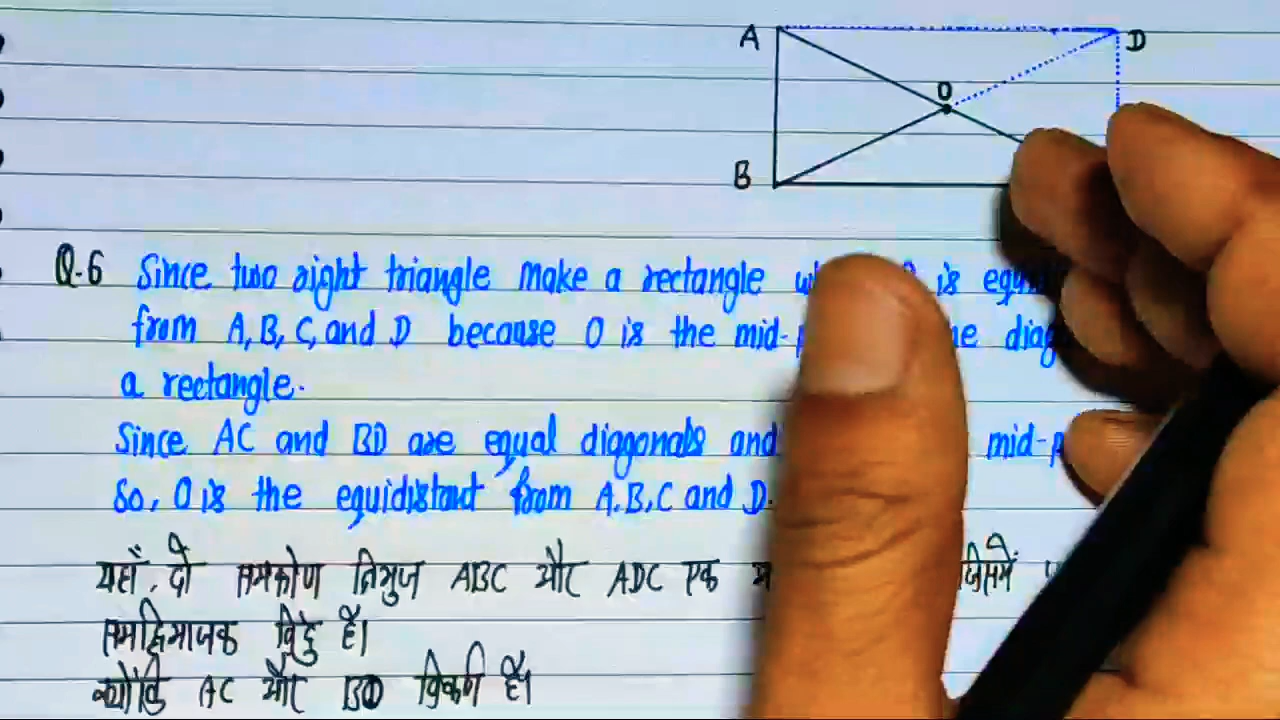 A
D
O
B
Q.6 Since two right triangle make a rectangle is
from A, B, C, and D because O is the mid-
a rectangle.
Since AC and BD are equal diagonals and mid-
So, O is the equidistant from A, B, C and D.
यहाँ, दो समकोण त्रिभुज ABC और ADC एक जिसमें
समद्विभाजक बिंदु है।
क्योंकि AC और BD विकर्ण है।